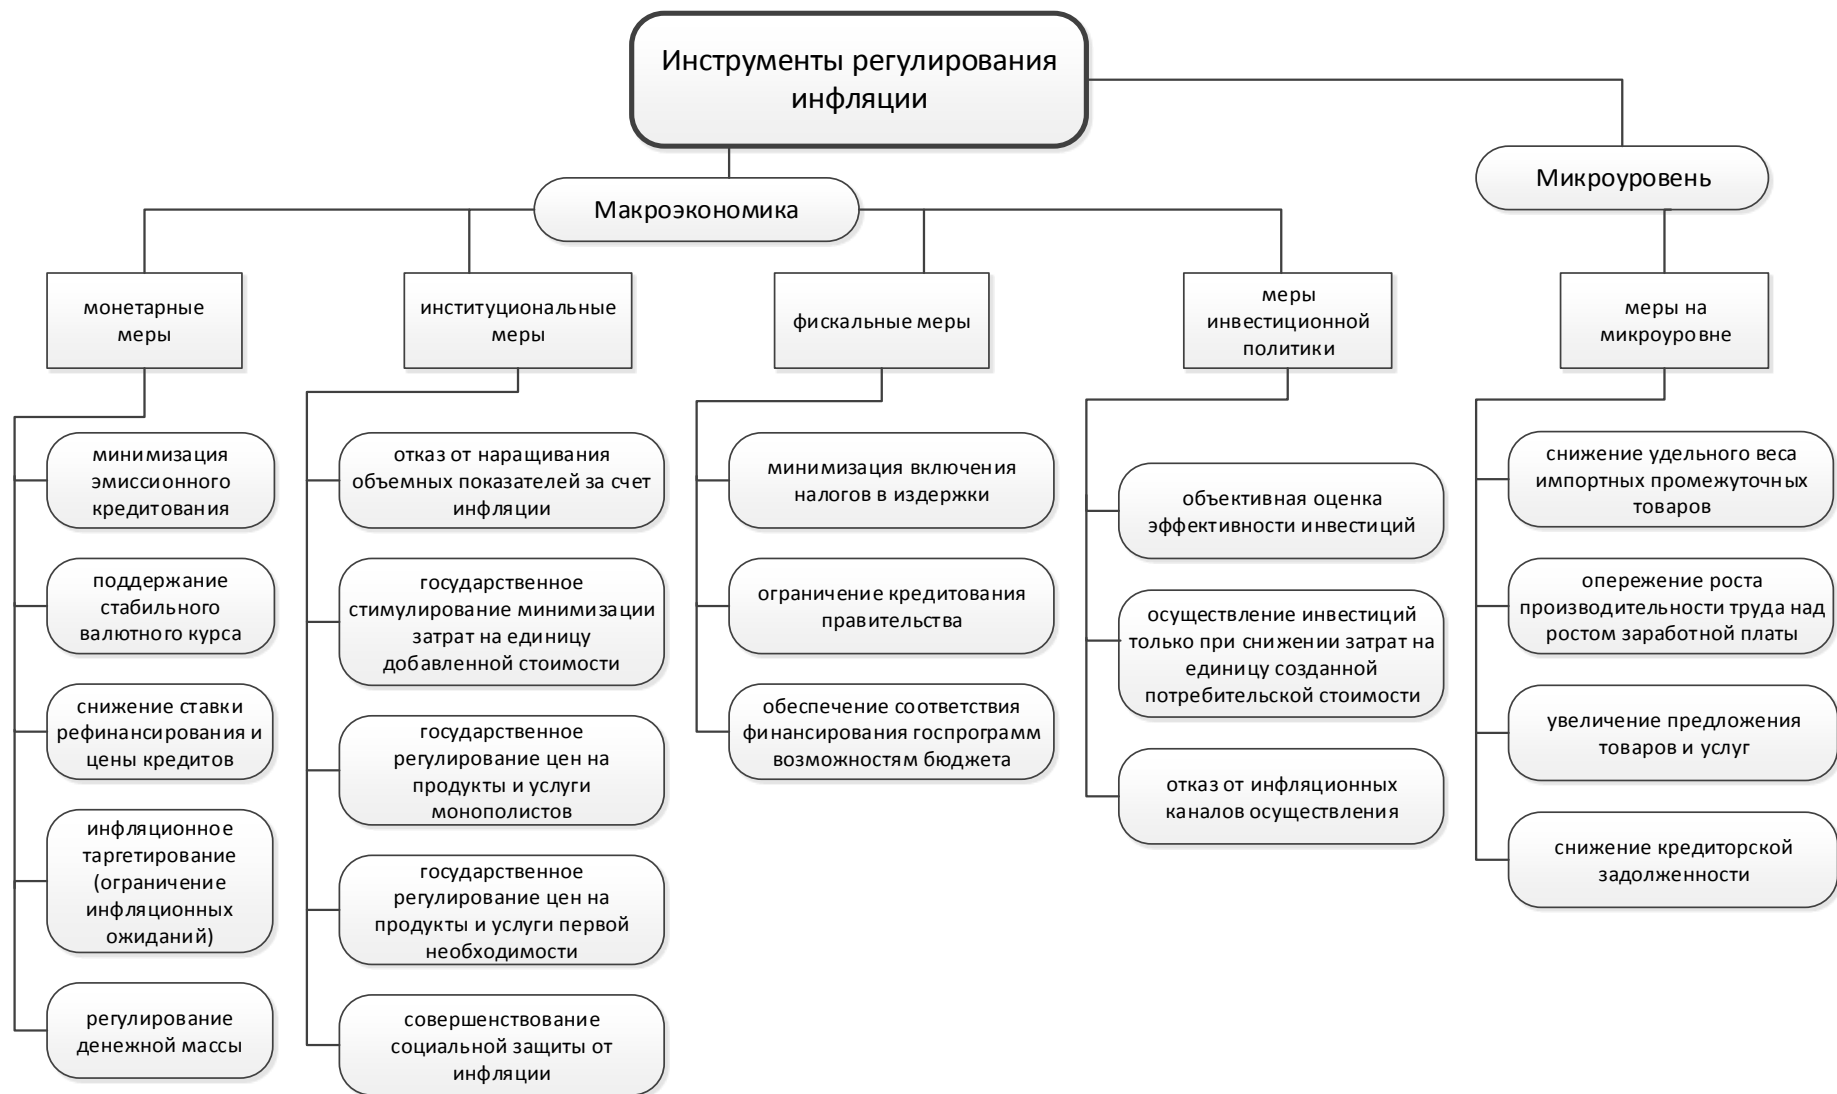 Инструменты регулирования
инфляции
Макроэкономика
Микроуровень
монетарные
меры
институциональные
меры
фискальные меры
меры
инвестиционной
политики
меры на
микроуровне
минимизация
эмиссионного
кредитования
поддержание
стабильного
валютного курса
снижение ставки
рефинансирования и
цены кредитов
инфляционное
таргетирование
(ограничение
инфляционных
ожиданий)
регулирование
денежной массы
отказ от наращивания
объемных показателей за счет
инфляции
государственное
стимулирование минимизации
затрат на единицу
добавленной стоимости
государственное
регулирование цен на
продукты и услуги
монополистов
государственное
регулирование цен на
продукты и услуги первой
необходимости
совершенствование
социальной защиты от
инфляции
минимизация включения
налогов в издержки
ограничение кредитования
правительства
обеспечение соответствия
финансирования госпрограмм
возможностям бюджета
объективная оценка
эффективности инвестиций
осуществление инвестиций
только при снижении затрат на
единицу созданной
потребительской стоимости
отказ от инфляционных
каналов осуществления
снижение удельного веса
импортных промежуточных
товаров
опережение роста
производительности труда над
ростом заработной платы
увеличение предложения
товаров и услуг
снижение кредиторской
задолженности